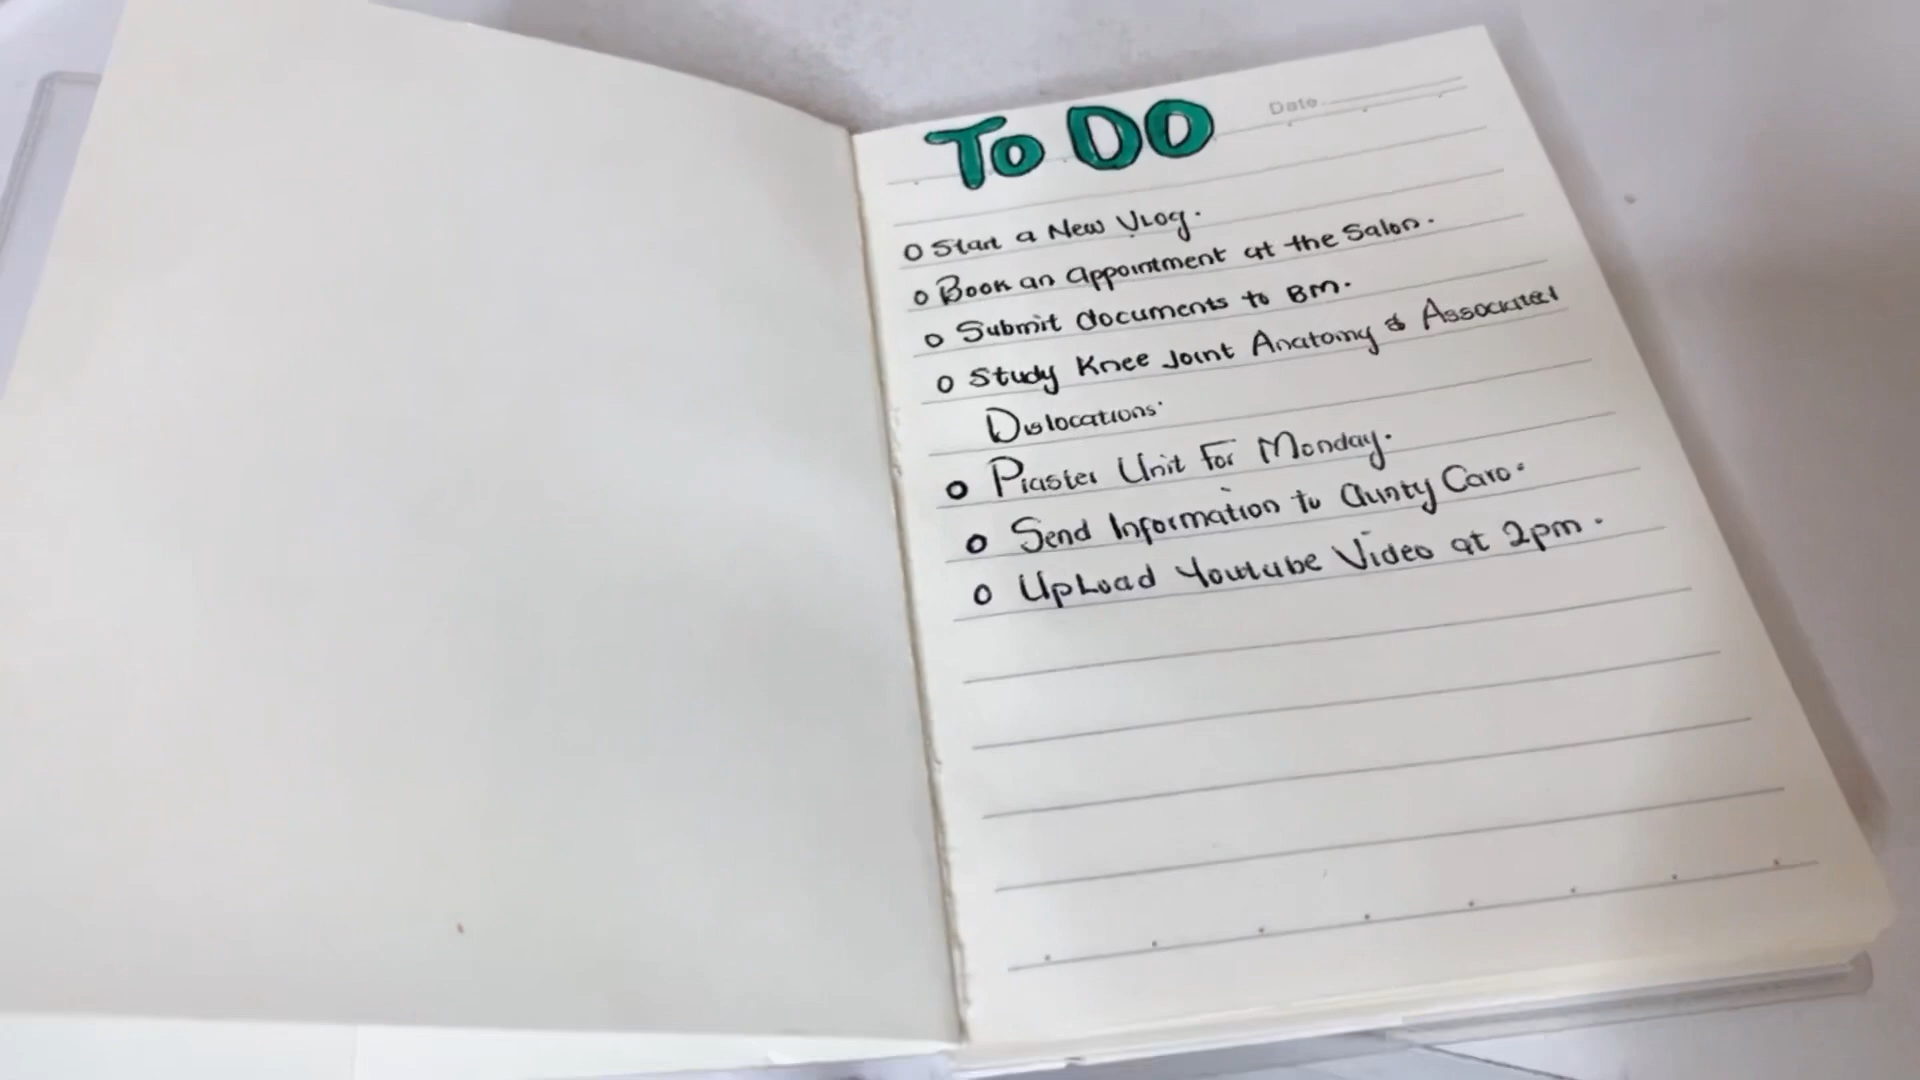 Date
To DO
o Start a New Vlog.
o Book an appointment at the Salon.
o Submit documents to BM.
o Study Knee Joint Anatomy & Associated
Dislocations.
o Plaster Unit For Monday.
o Send Information to Aunty Caro.
o Upload Youtube Video at 2pm.